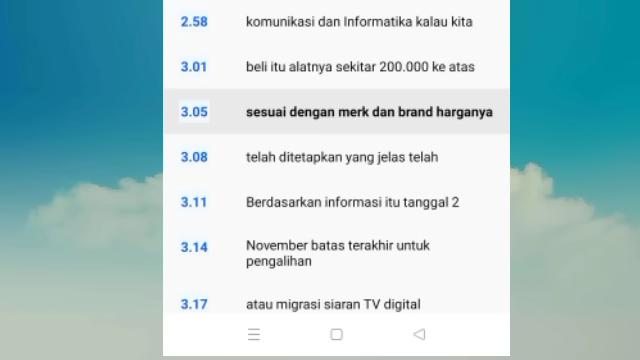 2.58 komunikasi dan Informatika kalau kita
3.01 beli itu alatnya sekitar 200.000 ke atas
3.05 sesuai dengan merk dan brand harganya
3.08 telah ditetapkan yang jelas telah
3.11 Berdasarkan informasi itu tanggal 2
3.14 November batas terakhir untuk
pengalihan
3.17 atau migrasi siaran TV digital